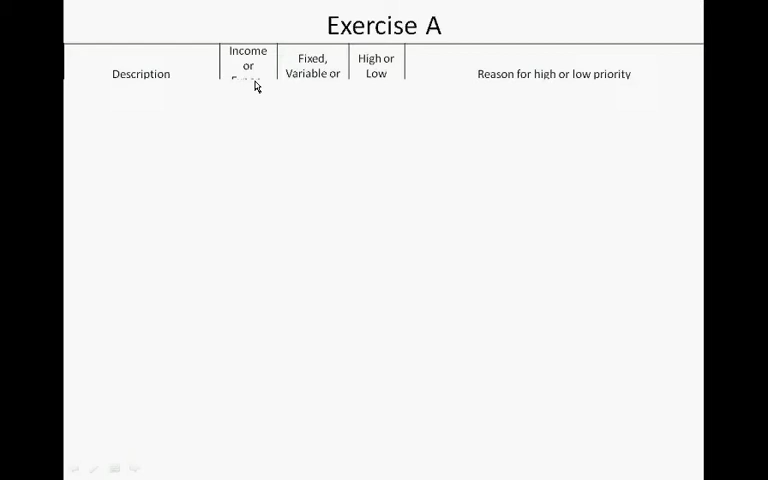 Exercise A
Description
Income
or
Fixed,
Variable or
High or
Low
Reason for high or low priority